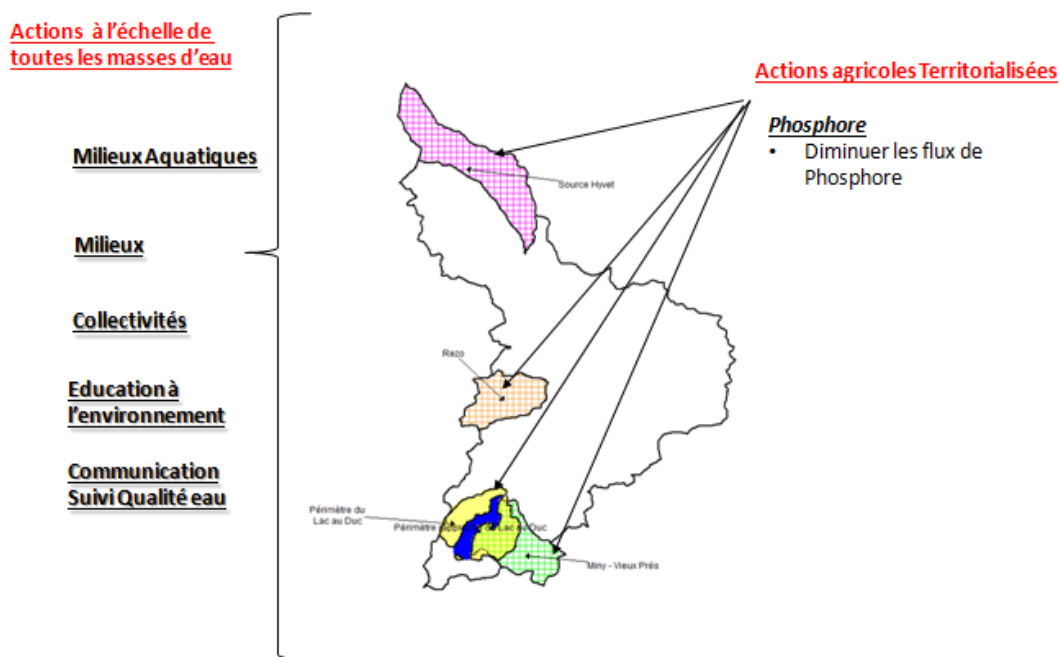 Actions à l'échelle de
toutes les masses d'eau
Milieux Aquatiques
Milieux
Collectivités
Education à
l'environnement
Communication
Suivi Qualité eau
Actions agricoles Territorialisées
Phosphore
• Diminuer les flux de
Phosphore
Source Hyvet
Rezo
Périmètre du
Lac au Duc
Périmètre Lac au Duc
Miny - Vieux Prés